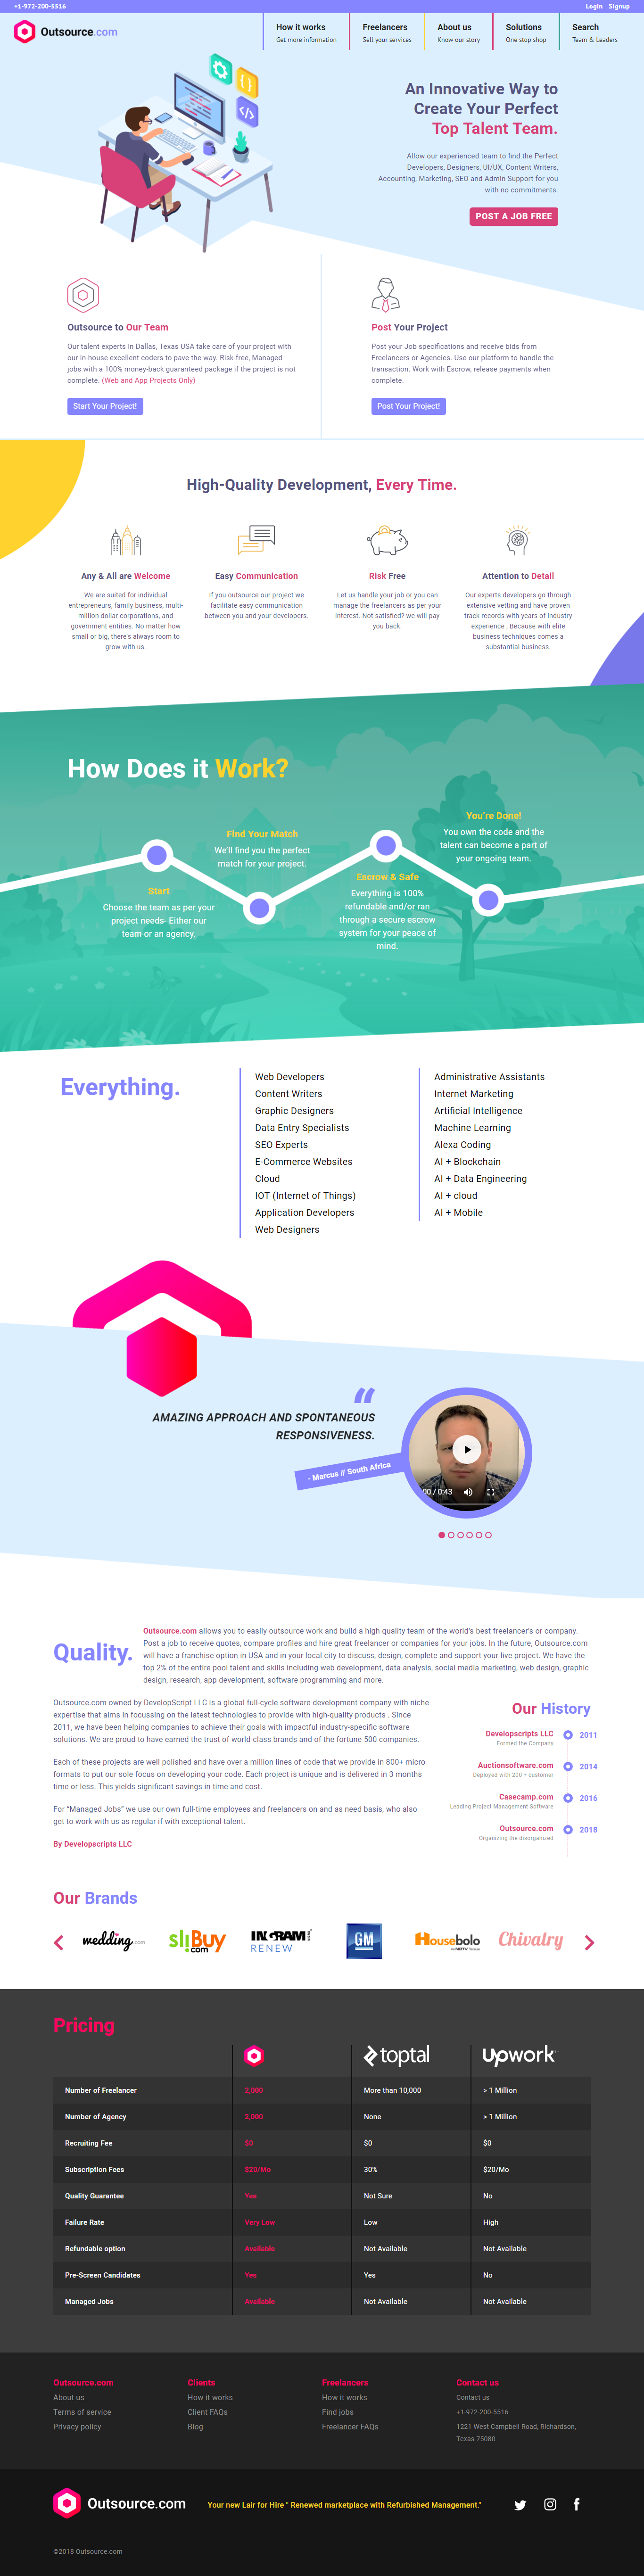 +1-972-200-5516
Login Signup
Outsource.com
How it works
Get more information
Freelancers
Sell your services
About us
Know our story
Solutions
One stop shop
Search
Team & Leaders
An Innovative Way to
Create Your Perfect
Top Talent Team.
Allow our experienced team to find the Perfect
Developers, Designers, UI/UX, Content Writers,
Accounting, Marketing, SEO and Admin Support for you
with no commitments.
POST A JOB FREE
Outsource to Our Team
Our talent experts in Dallas, Texas USA take care of your project with
our in-house excellent coders to pave the way. Risk-free, Managed
jobs with a 100% money-back guaranteed package if the project is not
complete. (Web and App Projects Only)
Start Your Project!
Post Your Project
Post your Job specifications and receive bids from
Freelancers or Agencies. Use our platform to handle the
transaction. Work with Escrow, release payments when
complete.
Post Your Project!
High-Quality Development, Every Time.
Any & All are Welcome
We are suited for individual
entrepreneurs, family business, multi-
million dollar corporations, and
government entities. No matter how
small or big, there's always room to
grow with us.
Easy Communication
If you outsource our project we
facilitate easy communication
between you and your developers.
Risk Free
Let us handle your job or you can
manage the freelancers as per your
interest. Not satisfied? we will pay
you back.
Attention to Detail
Our experts developers go through
extensive vetting and have proven
track records with years of industry
experience , Because with elite
business techniques comes a
substantial business.
How Does it Work?
Start
Choose the team as per your
project needs- Either our
team or an agency.
Find Your Match
We'll find you the perfect
match for your project.
Escrow & Safe
Everything is 100%
refundable and/or ran
through a secure escrow
system for your peace of
mind.
You're Done!
You own the code and the
talent can become a part of
your ongoing team.
Everything.
Web Developers
Content Writers
Graphic Designers
Data Entry Specialists
SEO Experts
E-Commerce Websites
Cloud
IOT (Internet of Things)
Application Developers
Web Designers
Administrative Assistants
Internet Marketing
Artificial Intelligence
Machine Learning
Alexa Coding
AI + Blockchain
AI + Data Engineering
AI + cloud
AI + Mobile
“
AMAZING APPROACH AND SPONTANEOUS
RESPONSIVENESS.
- Marcus // South Africa
:00 / 0:43
Quality.
Outsource.com allows you to easily outsource work and build a high quality team of the world's best freelancer's or company.
Post a job to receive quotes, compare profiles and hire great freelancer or companies for your jobs. In the future, Outsource.com
will have a franchise option in USA and in your local city to discuss, design, complete and support your live project. We have the
top 2% of the entire pool talent and skills including web development, data analysis, social media marketing, web design, graphic
design, research, app development, software programming and more.
Outsource.com owned by DevelopScript LLC is a global full-cycle software development company with niche
expertise that aims in focussing on the latest technologies to provide with high-quality products . Since
2011, we have been helping companies to achieve their goals with impactful industry-specific software
solutions. We are proud to have earned the trust of world-class brands and of the fortune 500 companies.
Each of these projects are well polished and have over a million lines of code that we provide in 800+ micro
formats to put our sole focus on developing your code. Each project is unique and is delivered in 3 months
time or less. This yields significant savings in time and cost.
For "Managed Jobs" we use our own full-time employees and freelancers on and as need basis, who also
get to work with us as regular if with exceptional talent.
By Developscripts LLC
Our History
Developscripts LLC
Formed the Company
2011
Auctionsoftware.com
Deployed with 200 + customer
2014
Casecamp.com
Leading Project Management Software
2016
Outsource.com
Organizing the disorganized
2018
Our Brands
wedding.com
sliBuy
.com
INGRAM MICRO
RENEW
GM
Housebolo
An NDTV Venture
Chivalry
Pricing
toptal
upwork
Number of Freelancer 2,000 More than 10,000 > 1 Million
Number of Agency 2,000 None > 1 Million
Recruiting Fee $0 $0 $0
Subscription Fees $20/Mo 30% $20/Mo
Quality Guarantee Yes Not Sure No
Failure Rate Very Low Low High
Refundable option Available Not Available Not Available
Pre-Screen Candidates Yes Yes No
Managed Jobs Available Not Available Not Available
Outsource.com
About us
Terms of service
Privacy policy
Clients
How it works
Client FAQs
Blog
Freelancers
How it works
Find jobs
Freelancer FAQs
Contact us
Contact us
+1-972-200-5516
1221 West Campbell Road, Richardson,
Texas 75080
Outsource.com
Your new Lair for Hire " Renewed marketplace with Refurbished Management."
©2018 Outsource.com